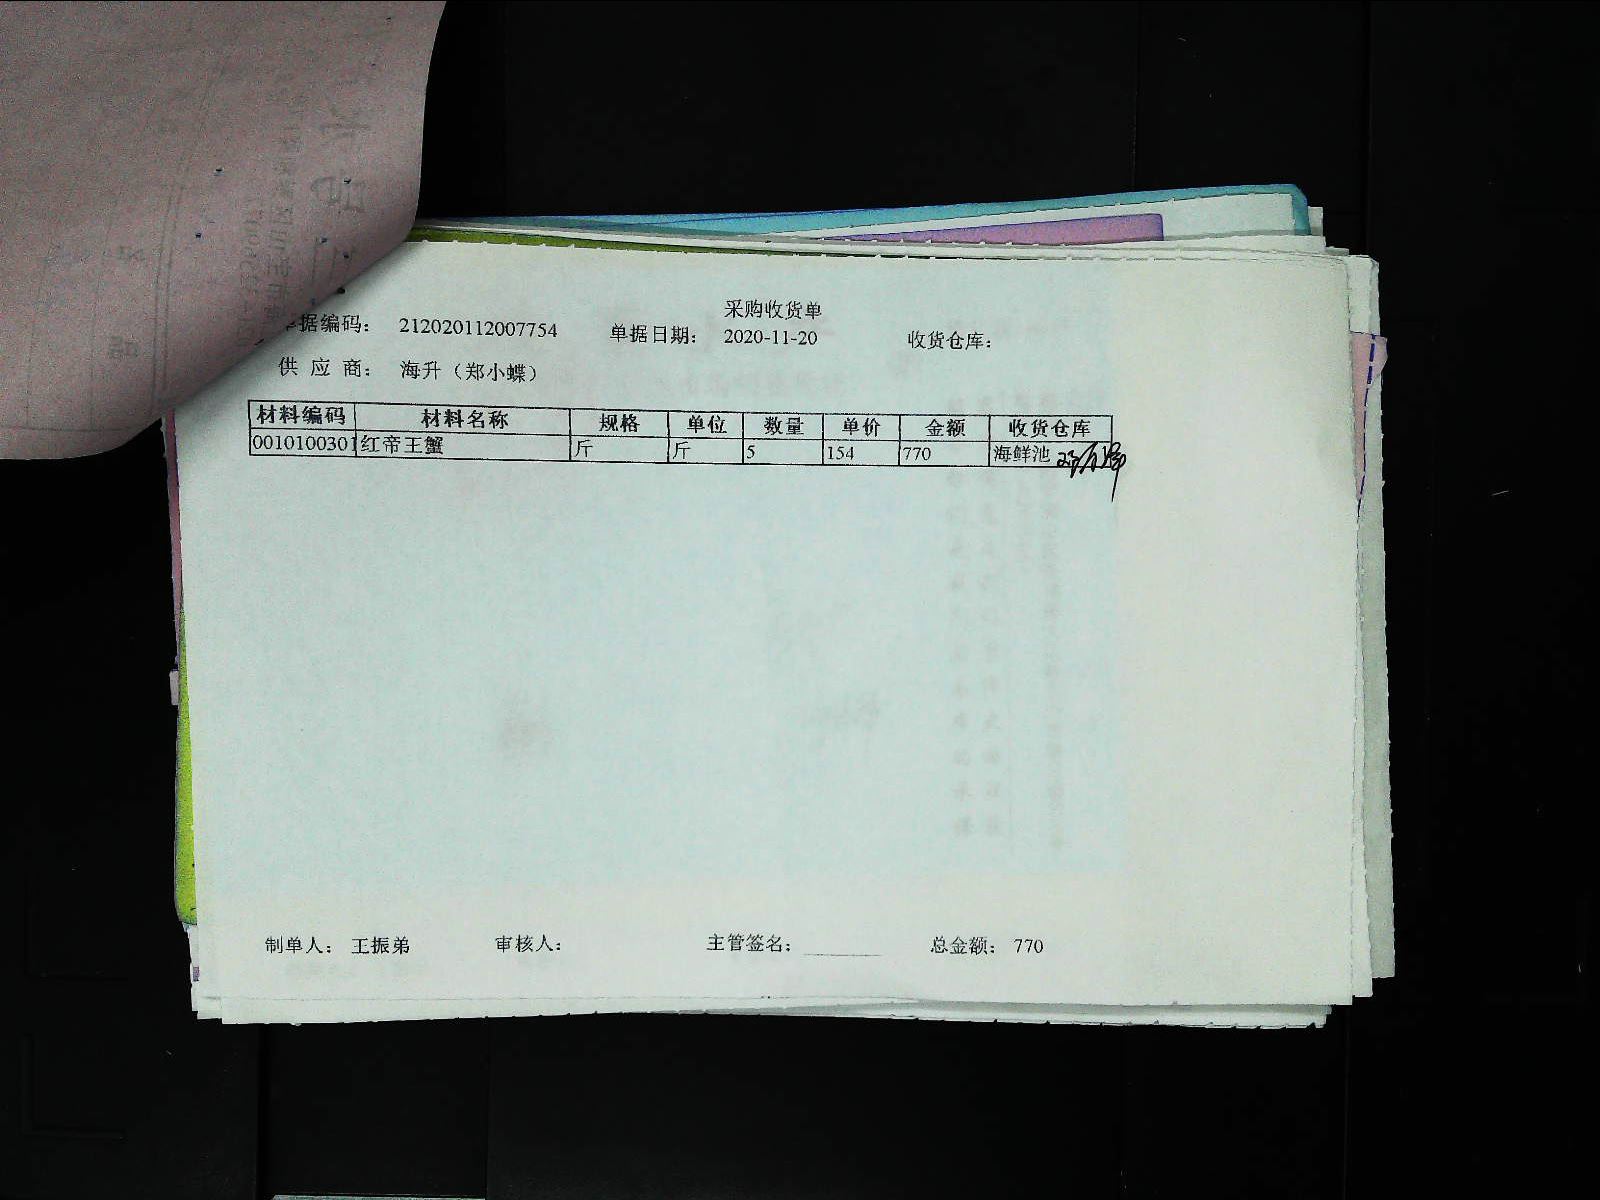 采购收货单
单据编码： 212020112007754 单据日期： 2020-11-20 收货仓库：
供 应 商： 海升（郑小蝶）
材料编码 材料名称 规格 单位 数量 单价 金额 收货仓库
0010100301 红帝王蟹 斤 斤 5 154 770 海鲜池
制单人： 王振弟 审核人： 主管签名： 总金额： 770